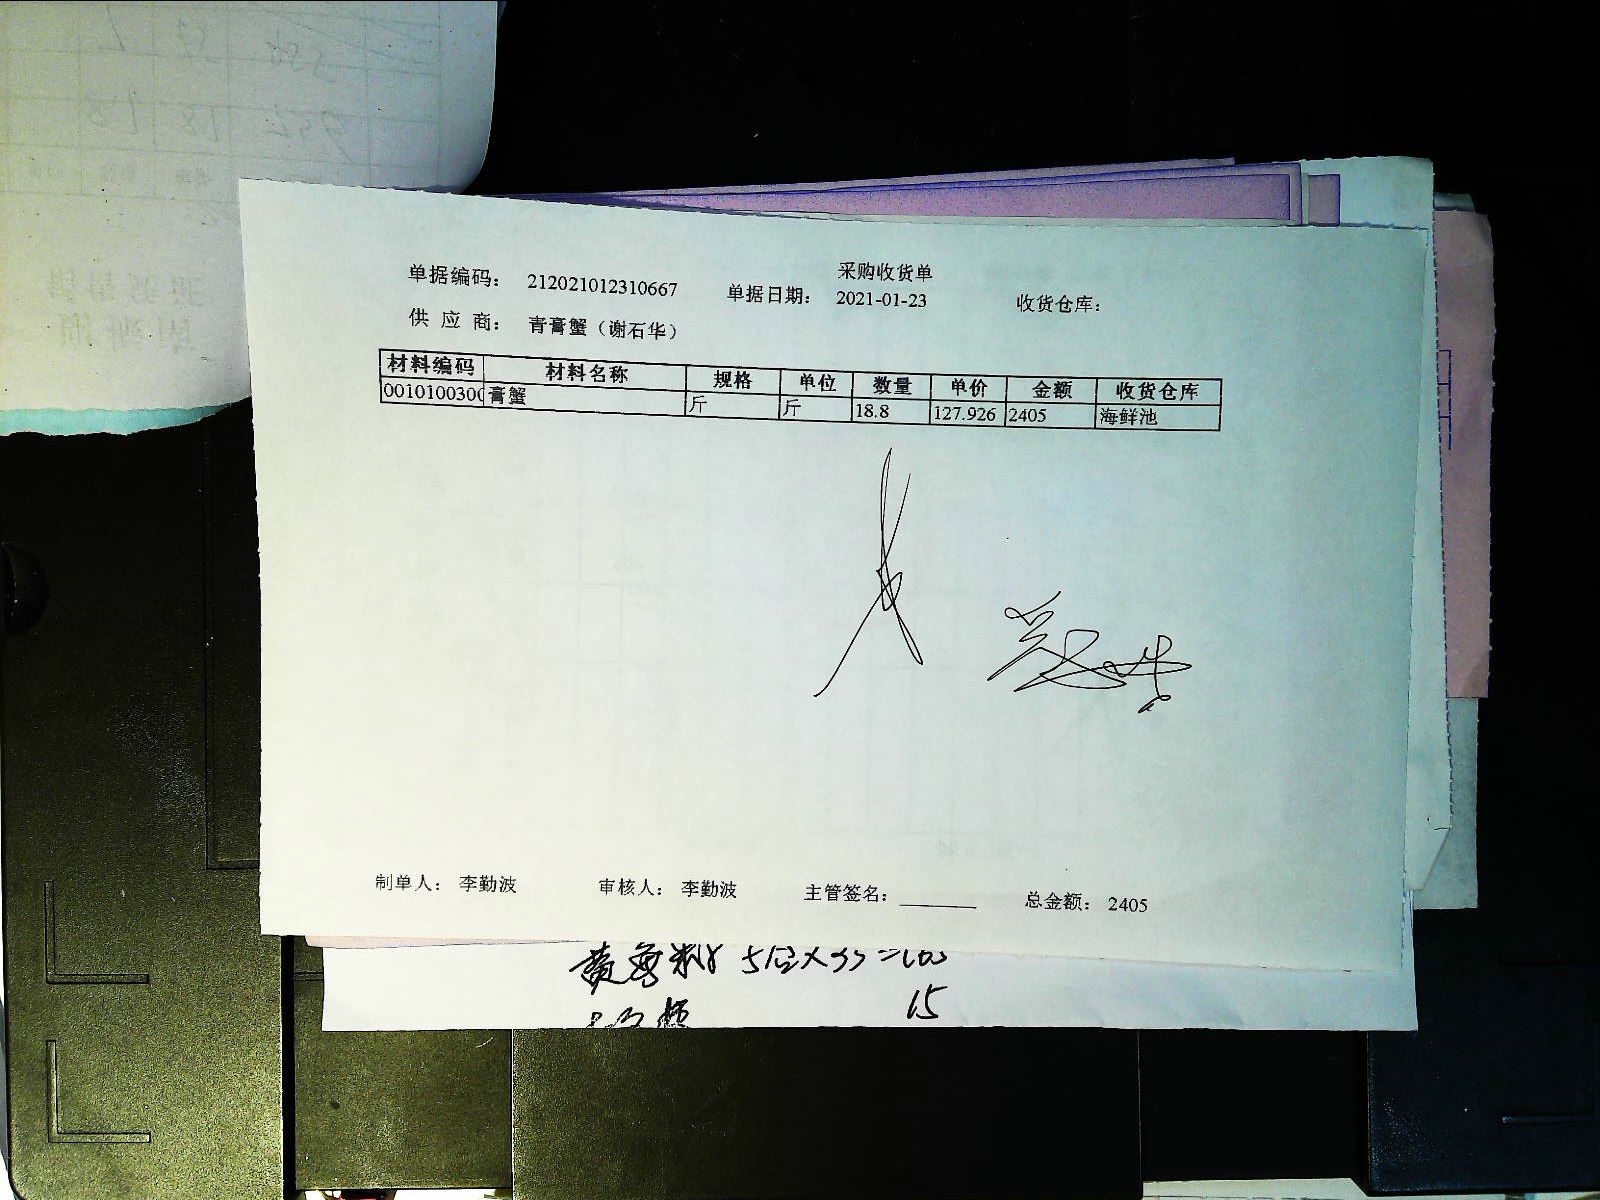 采购收货单
单据编码： 212021012310667 单据日期： 2021-01-23 收货仓库：
供 应 商： 青膏蟹（谢石华）
材料编码 材料名称 规格 单位 数量 单价 金额 收货仓库
0010100300 膏蟹 斤 斤 18.8 127.926 2405 海鲜池
制单人： 李勤波 审核人： 李勤波 主管签名： 总金额： 2405
15